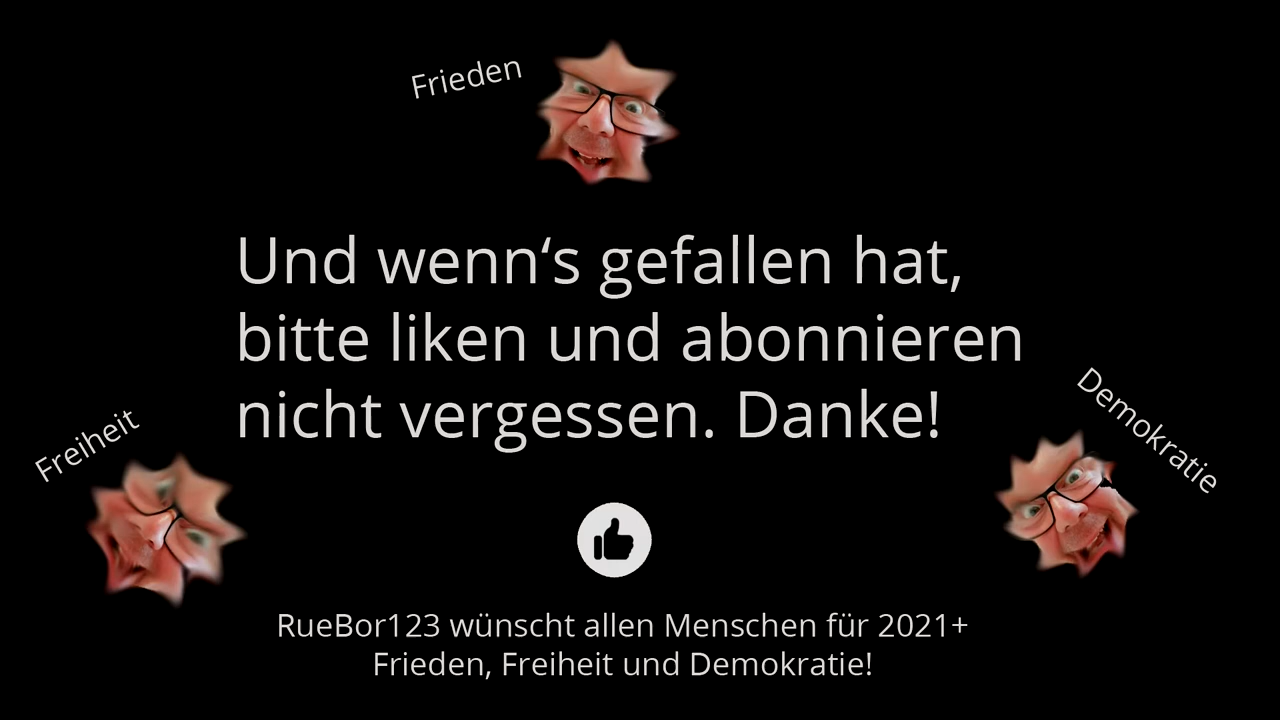 Frieden
Und wenn‘s gefallen hat,
bitte liken und abonnieren
nicht vergessen. Danke!
Freiheit
Demokratie
RueBor123 wünscht allen Menschen für 2021+
Frieden, Freiheit und Demokratie!